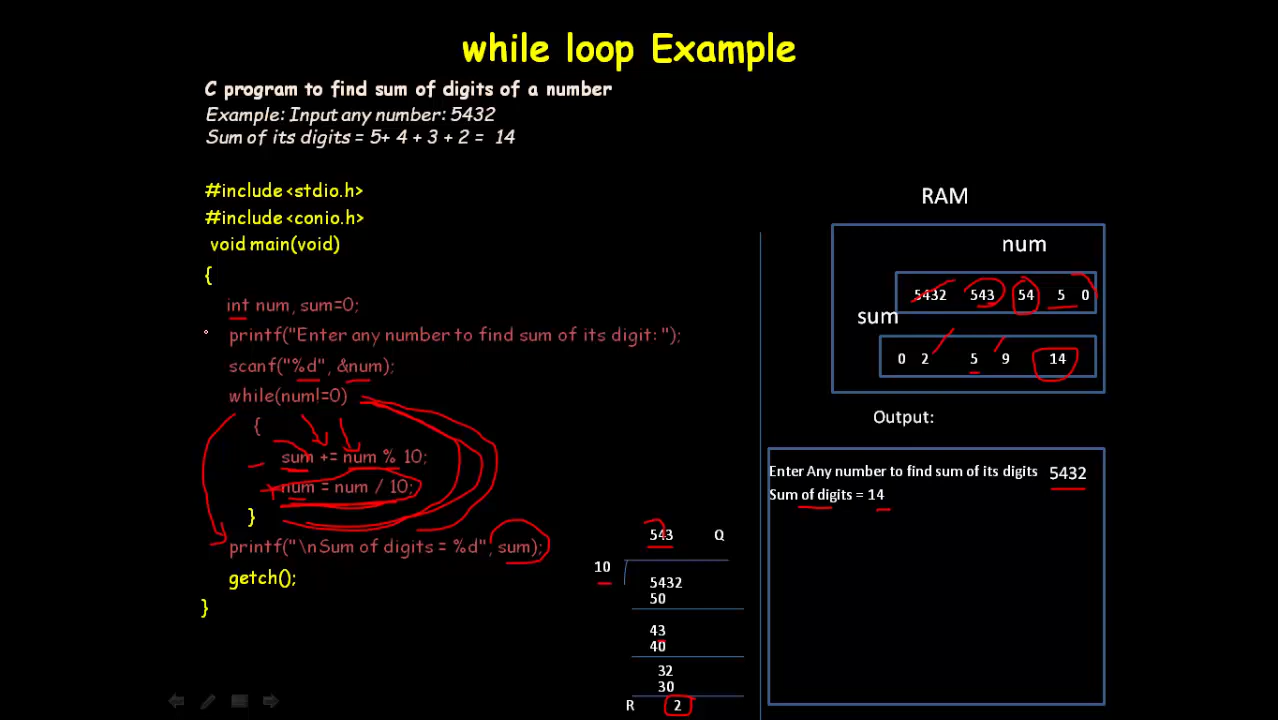 while loop Example
C program to find sum of digits of a number
Example: Input any number: 5432
Sum of its digits = 5+ 4 + 3 + 2 = 14
#include<stdio.h>
#include<conio.h>
void main(void)
{
int num, sum=0;
printf("Enter any number to find sum of its digit: ");
scanf("%d", &num);
while(num!=0)
{
sum += num % 10;
num = num / 10;
}
printf("\nSum of digits = %d", sum);
getch();
}
543 Q
10
5432
50
43
40
32
30
R 2
RAM
num
5432 543 54 5 0
sum
0 2 5 9 14
Output:
Enter Any number to find sum of its digits 5432
Sum of digits = 14